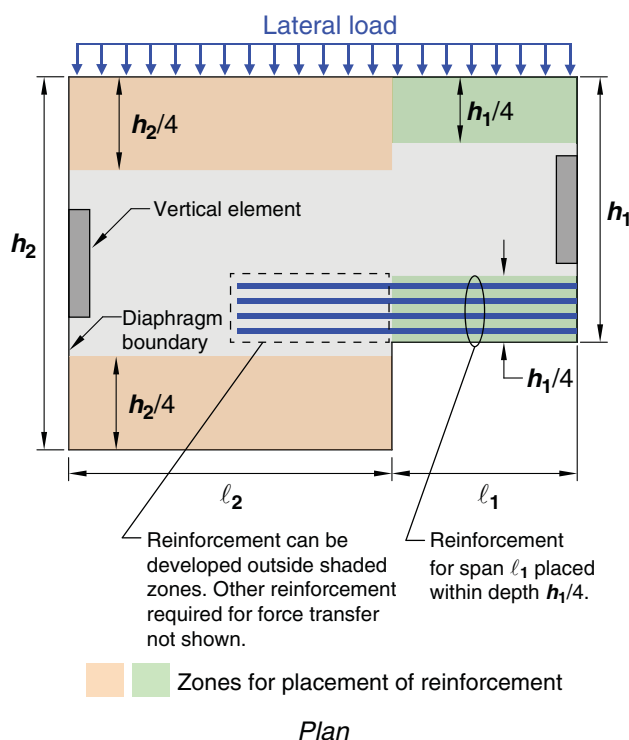 Lateral load
h₂/4
h₁/4
Vertical element
h₂
h₁
Diaphragm
boundary
h₂/4
h₁/4
ℓ₂
ℓ₁
Reinforcement can be
developed outside shaded
zones. Other reinforcement
required for force transfer
not shown.
Reinforcement
for span ℓ₁ placed
within depth h₁/4.
Zones for placement of reinforcement
Plan